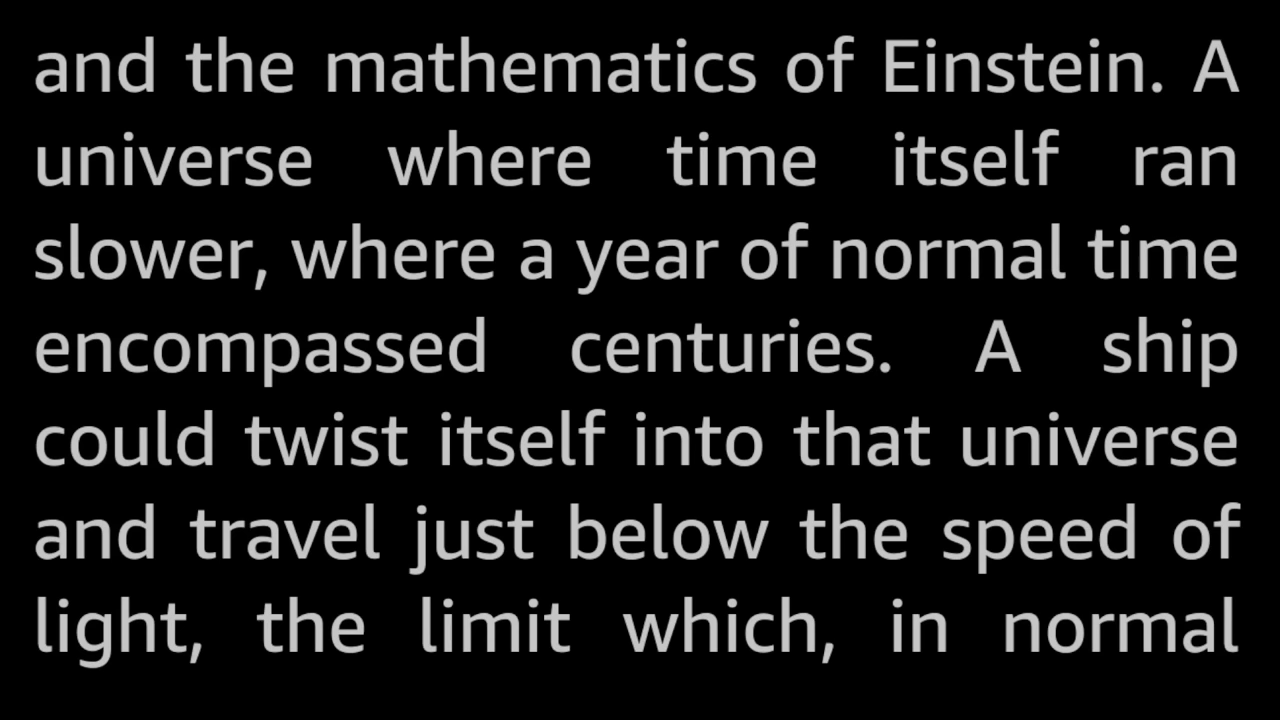 and the mathematics of Einstein. A
universe where time itself ran
slower, where a year of normal time
encompassed centuries. A ship
could twist itself into that universe
and travel just below the speed of
light, the limit which, in normal